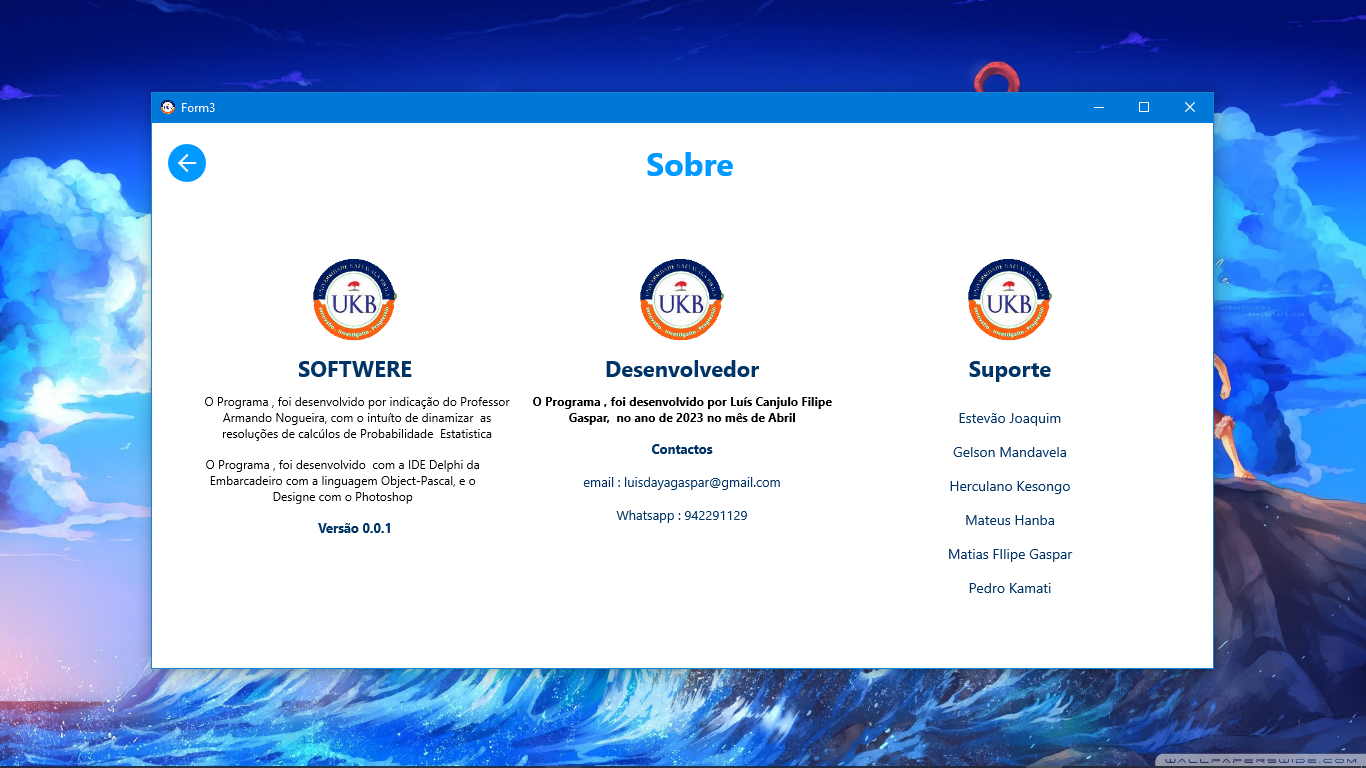 Form3
Sobre
UKB
UKB
UKB
SOFTWERE
O Programa , foi desenvolvido por indicação do Professor
Armando Nogueira, com o intuíto de dinamizar as
resoluções de calcúlos de Probabilidade Estatistica
O Programa , foi desenvolvido com a IDE Delphi da
Embarcadeiro com a linguagem Object-Pascal, e o
Designe com o Photoshop
Versão 0.0.1
Desenvolvedor
O Programa , foi desenvolvido por Luís Canjulo Filipe
Gaspar, no ano de 2023 no mês de Abril
Contactos
email : luisdayagaspar@gmail.com
Whatsapp : 942291129
Suporte
Estevão Joaquim
Gelson Mandavela
Herculano Kesongo
Mateus Hanba
Matias FIlipe Gaspar
Pedro Kamati
WALLPAPERSWIDE.COM